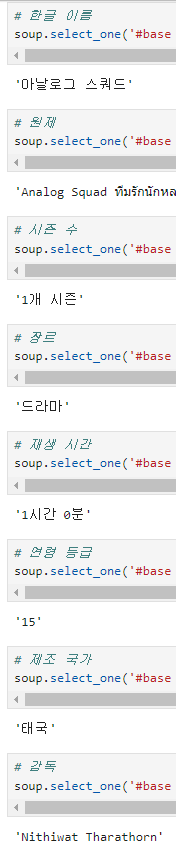 # 한글 이름
soup.select_one('#base
'아날로그 스쿼드'
# 원제
soup.select_one('#base
'Analog Squad ทีมรักนักหล
# 시즌 수
soup.select_one('#base
'1개 시즌'
# 장르
soup.select_one('#base
'드라마'
# 재생 시간
soup.select_one('#base
'1시간 0분'
# 연령 등급
soup.select_one('#base
'15'
# 제조 국가
soup.select_one('#base
'태국'
# 감독
soup.select_one('#base
'Nithiwat Tharathorn'